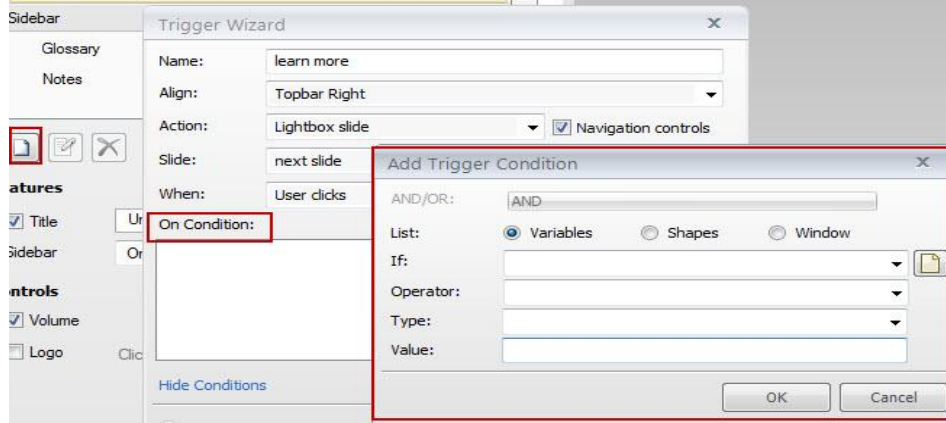 Sidebar
Glossary
Notes
atures
Title
Sidebar
ntrols
Volume
Logo
Trigger Wizard
Name: learn more
Align: Topbar Right
Action: Lightbox slide Navigation controls
Slide: next slide
When: User clicks
On Condition:
Hide Conditions
Add Trigger Condition
AND/OR: AND
List: Variables Shapes Window
If:
Operator:
Type:
Value:
OK Cancel